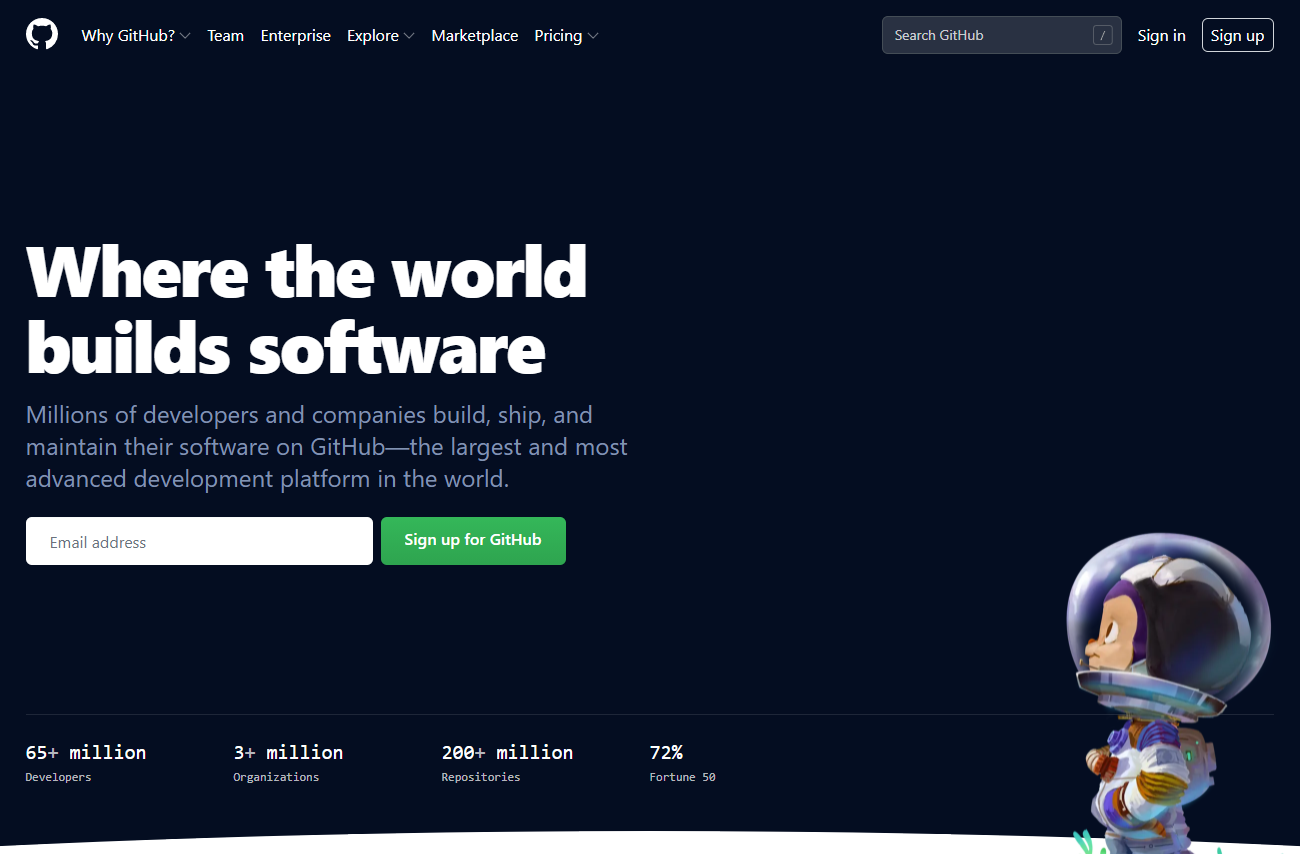 Why GitHub? Team Enterprise Explore Marketplace Pricing Search GitHub / Sign in Sign up
Where the world
builds software
Millions of developers and companies build, ship, and
maintain their software on GitHub—the largest and most
advanced development platform in the world.
Email address Sign up for GitHub
65+ million 3+ million 200+ million 72%
Developers Organizations Repositories Fortune 50